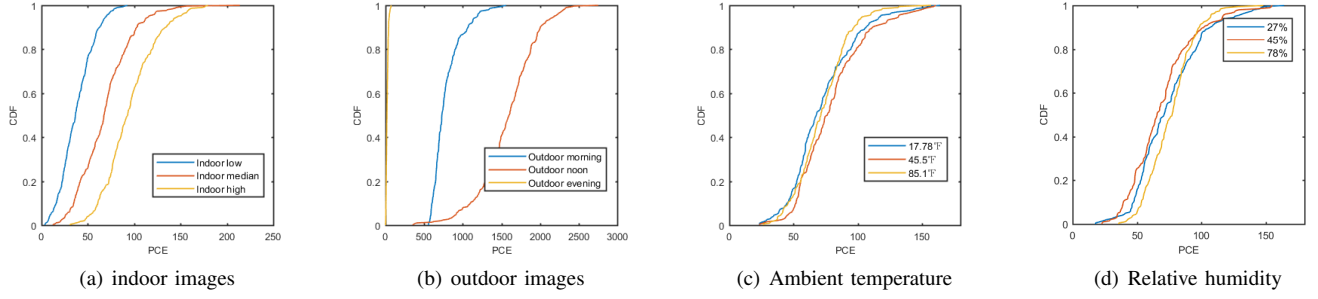 1
0.8
0.6
0.4
0.2
0
CDF
0
50
100
150
200
250
PCE
Indoor low
Indoor median
Indoor high
(a) indoor images
1
0.8
0.6
0.4
0.2
0
CDF
0
500
1000
1500
2000
2500
3000
PCE
Outdoor morning
Outdoor noon
Outdoor evening
(b) outdoor images
1
0.8
0.6
0.4
0.2
0
CDF
0
50
100
150
PCE
17.78°F
45.5°F
85.1°F
(c) Ambient temperature
1
0.8
0.6
0.4
0.2
0
CDF
0
50
100
150
PCE
27%
45%
78%
(d) Relative humidity